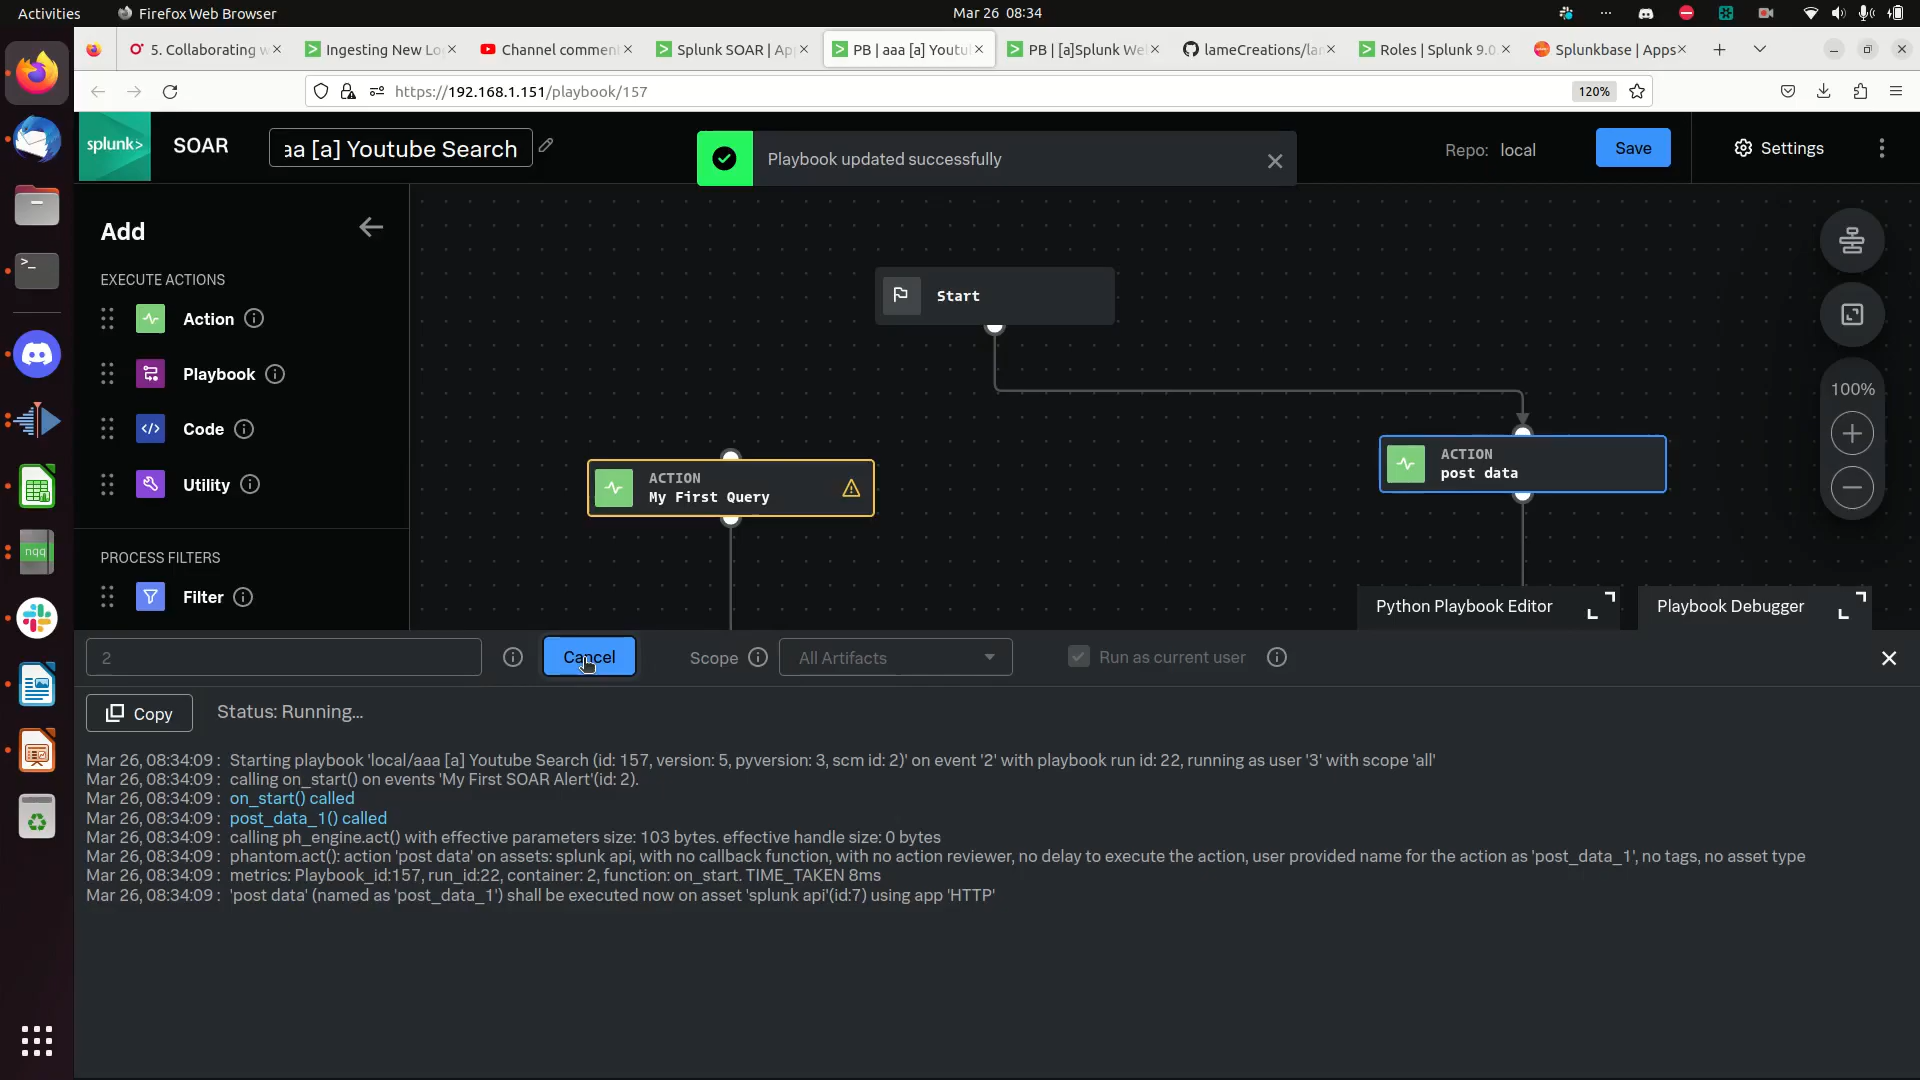 Activities
Firefox Web Browser
Mar 26 08:34
5. Collaborating w
Ingesting New Lo
Channel commen
Splunk SOAR | Ap
PB | aaa [a] Youtu
PB | [a]Splunk We
lameCreations/la
Roles | Splunk 9.0
Splunkbase | Apps
https://192.168.1.151/playbook/157
120%
splunk>
SOAR
aa [a] Youtube Search
Playbook updated successfully
Repo: local
Save
Settings
Add
EXECUTE ACTIONS
Action
Playbook
Code
Utility
PROCESS FILTERS
Filter
Start
ACTION
My First Query
ACTION
post data
100%
Python Playbook Editor
Playbook Debugger
2
Cancel
Scope
All Artifacts
Run as current user
Copy
Status: Running...
Mar 26, 08:34:09 : Starting playbook 'local/aaa [a] Youtube Search (id: 157, version: 5, pyversion: 3, scm id: 2)' on event '2' with playbook run id: 22, running as user '3' with scope 'all'
Mar 26, 08:34:09 : calling on_start() on events 'My First SOAR Alert'(id: 2).
Mar 26, 08:34:09 : on_start() called
Mar 26, 08:34:09 : post_data_1() called
Mar 26, 08:34:09 : calling ph_engine.act() with effective parameters size: 103 bytes. effective handle size: 0 bytes
Mar 26, 08:34:09 : phantom.act(): action 'post data' on assets: splunk api, with no callback function, with no action reviewer, no delay to execute the action, user provided name for the action as 'post_data_1', no tags, no asset type
Mar 26, 08:34:09 : metrics: Playbook_id:157, run_id:22, container: 2, function: on_start. TIME_TAKEN 8ms
Mar 26, 08:34:09 : 'post data' (named as 'post_data_1') shall be executed now on asset 'splunk api'(id:7) using app 'HTTP'
nqq